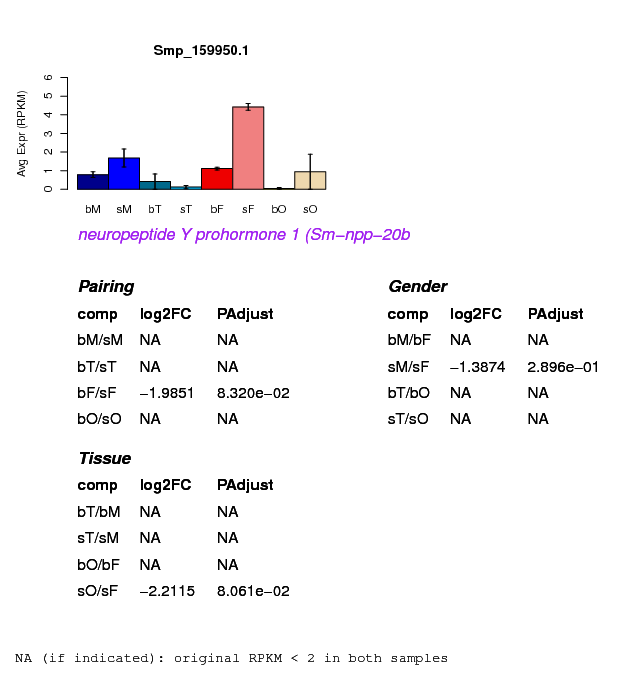 Smp_159950.1
Avg Expr (RPKM)
0 1 2 3 4 5 6
bM sM bT sT bF sF bO sO
neuropeptide Y prohormone 1 (Sm−npp−20b
Pairing
comp log2FC PAdjust
bM/sM NA NA
bT/sT NA NA
bF/sF −1.9851 8.320e−02
bO/sO NA NA
Gender
comp log2FC PAdjust
bM/bF NA NA
sM/sF −1.3874 2.896e−01
bT/bO NA NA
sT/sO NA NA
Tissue
comp log2FC PAdjust
bT/bM NA NA
sT/sM NA NA
bO/bF NA NA
sO/sF −2.2115 8.061e−02
NA (if indicated): original RPKM < 2 in both samples